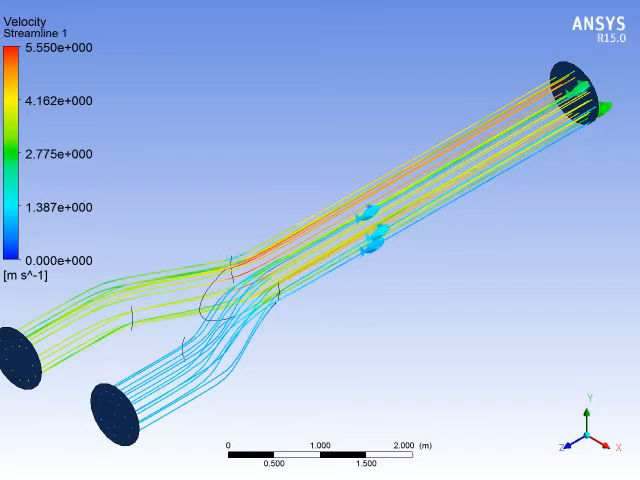 Velocity
Streamline 1
5.550e+000
4.162e+000
2.775e+000
1.387e+000
0.000e+000
[m s^-1]
ANSYS
R15.0
0 1.000 2.000 (m)
0.500 1.500
Y
Z X